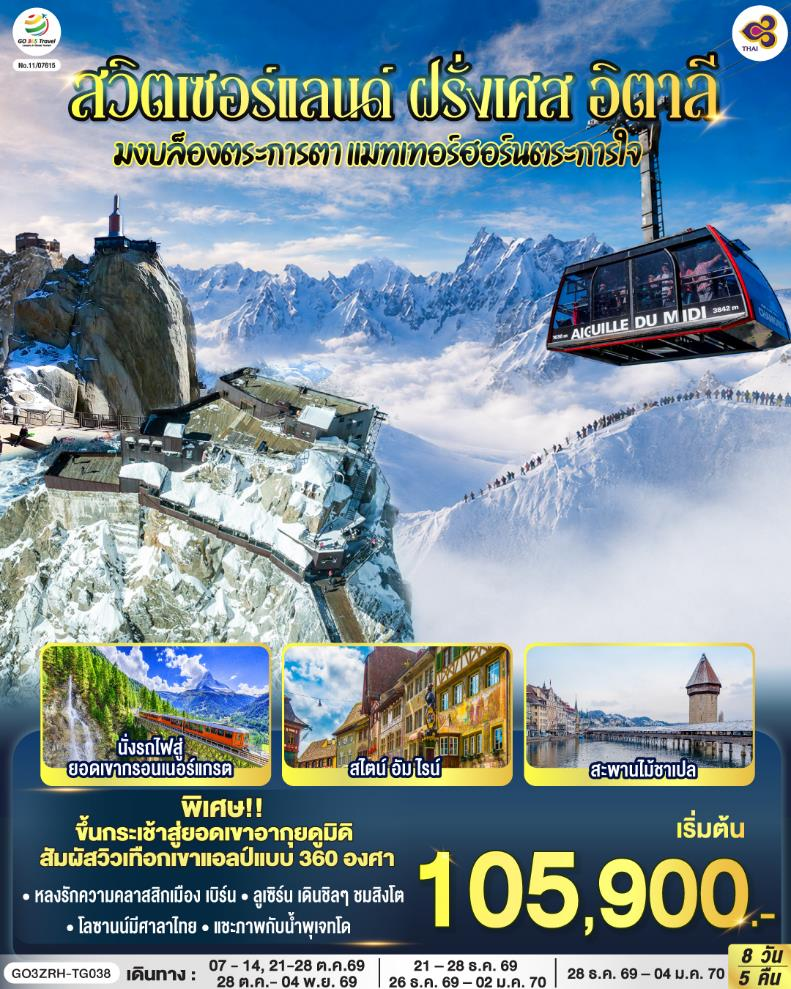 GO 365 Travel
No.11/07615
THAI
สวิตเซอร์แลนด์ ฝรั่งเศส อิตาลี
มงบล็องตระการตา แมทเทอร์ฮอร์นตระการใจ
AIGUILLE DU MIDI
3842 m
นั่งรถไฟสู่
ยอดเขากรอนเนอร์แกรต
สไตน์ อัม ไรน์
สะพานไม้ชาเปล
พิเศษ!!
ขึ้นกระเช้าสู่ยอดเขาอากุยดูมิดิ
สัมผัสวิวเทือกเขาแอลป์แบบ 360 องศา
• หลงรักความคลาสสิกเมือง เบิร์น • ลูเซิร์น เดินชิลๆ ชมสิงโต
• โลซานน์มีศาลาไทย • แชะภาพกับน้ำพุเจทโด
เริ่มต้น
105,900.-
GO3ZRH-TG038
เดินทาง :
07 - 14, 21-28 ต.ค.69
28 ต.ค.- 04 พ.ย. 69
21 – 28 ธ.ค. 69
26 ธ.ค. 69 – 02 ม.ค. 70
28 ธ.ค. 69 – 04 ม.ค. 70
8 วัน
5 คืน